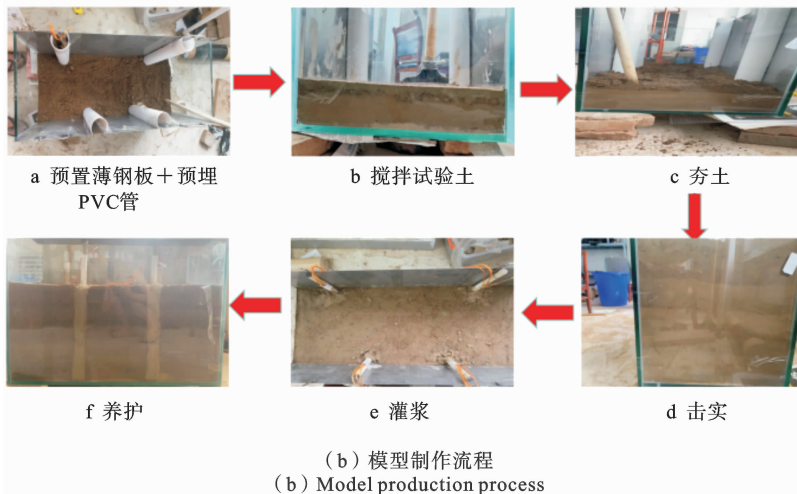 a 预置薄钢板＋预埋
PVC管
b 搅拌试验土
c 夯土
f 养护
e 灌浆
d 击实
（b）模型制作流程
（b）Model production process